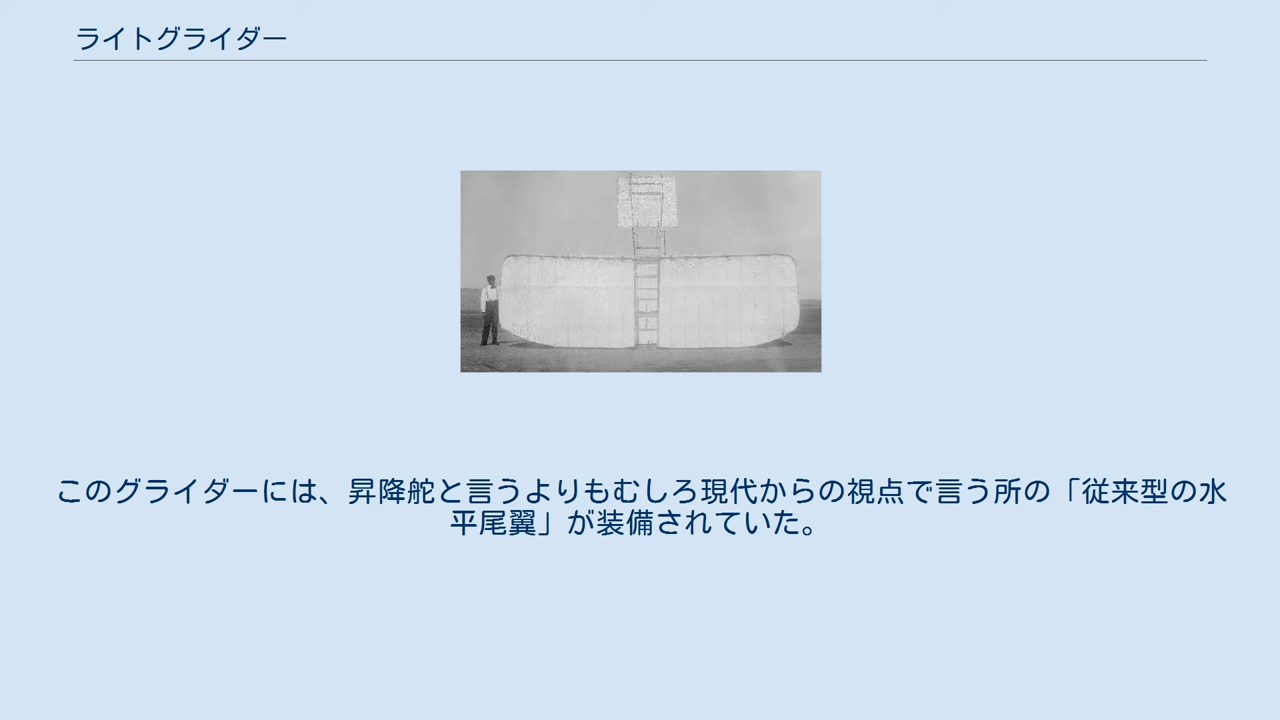 ライトグライダー
このグライダーには、昇降舵と言うよりもむしろ現代からの視点で言う所の「従来型の水
平尾翼」が装備されていた。